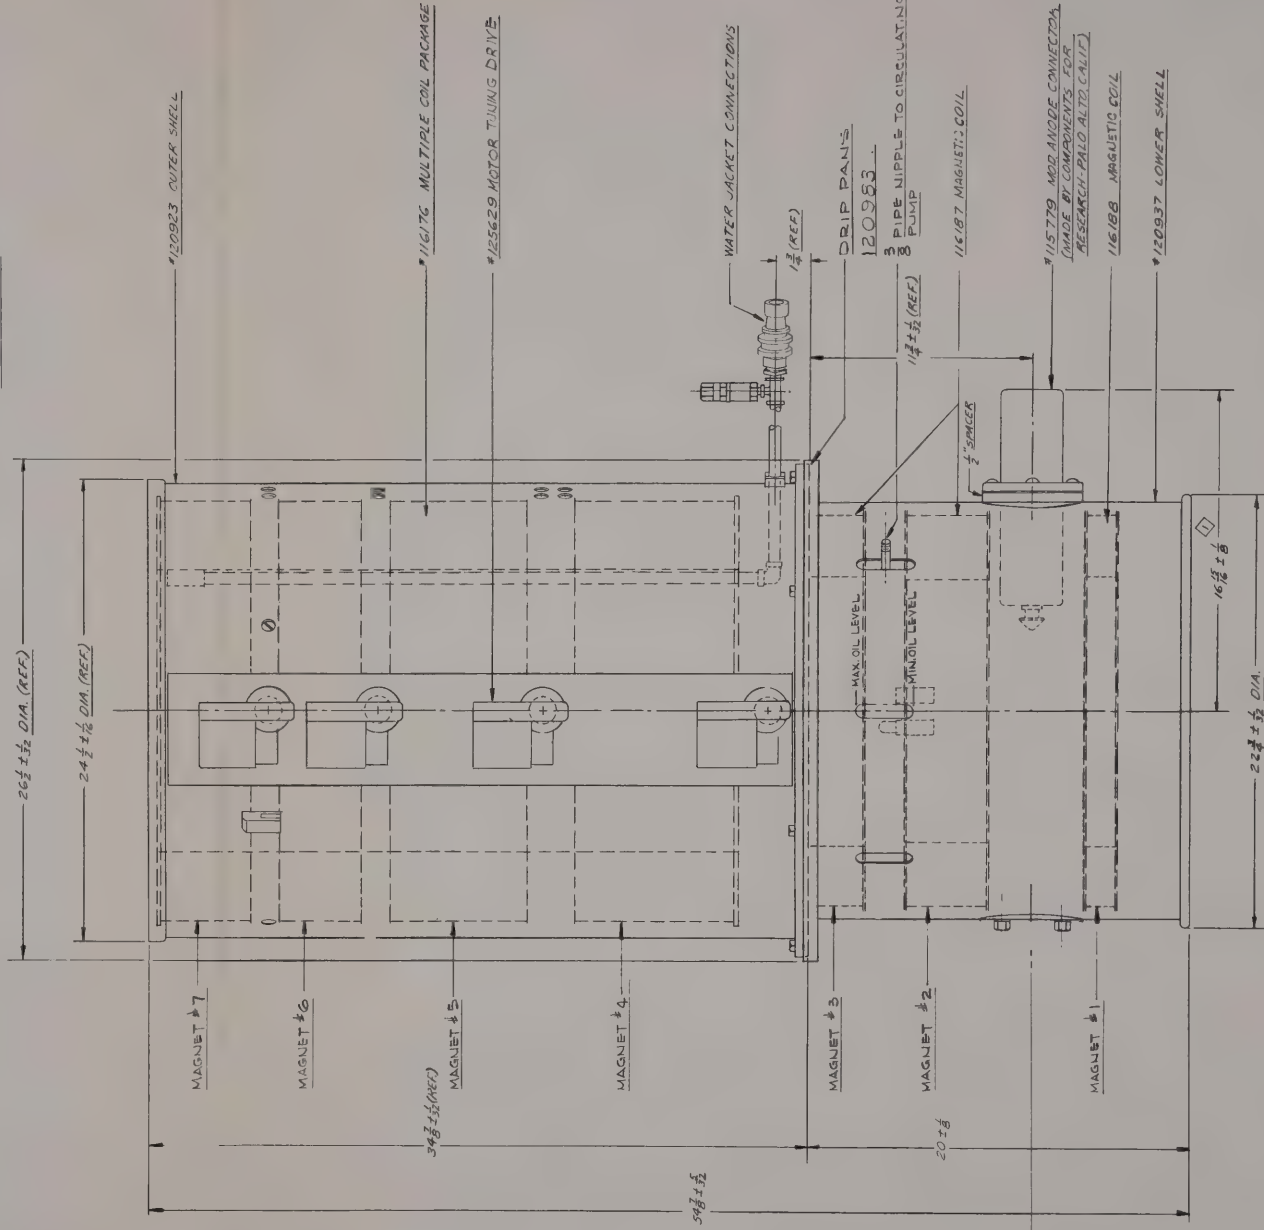 26 1/2 ± 1/32 DIA. (REF)
24 1/2 ± 1/16 DIA. (REF)
*120923 OUTER SHELL
*116176 MULTIPLE COIL PACKAGE
*125629 MOTOR TUNING DRIVE
WATER JACKET CONNECTIONS
1 3/4 (REF)
DRIP PANS
120983
3/8 PIPE NIPPLE TO CIRCULATING
PUMP
11 3/4 ± 1/32 (REF)
116187 MAGNETIC COIL
1/2" SPACER
*115779 MOD ANODE CONNECTOR
(MADE BY COMPONENTS FOR
RESEARCH-PALO ALTO, CALIF.)
116188 MAGNETIC COIL
*120937 LOWER SHELL
MAX. OIL LEVEL
MIN. OIL LEVEL
1
16 15/16 ± 1/8
22 3/4 ± 1/32 DIA.
MAGNET #7
MAGNET #6
MAGNET #5
MAGNET #4
MAGNET #3
MAGNET #2
MAGNET #1
34 7/8 ± 1/32 (REF)
20 ± 1/8
54 7/8 ± 5/32